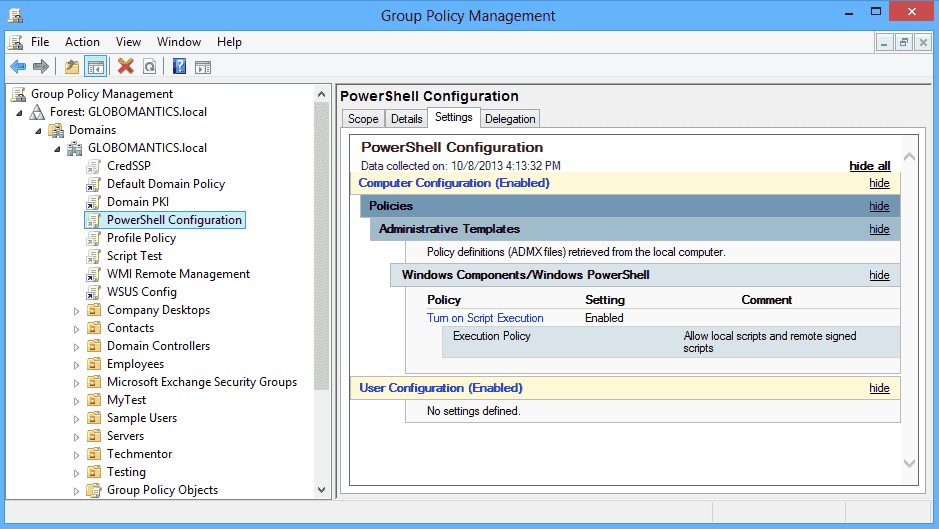 Group Policy Management
File Action View Window Help
Group Policy Management
Forest: GLOBOMANTICS.local
Domains
GLOBOMANTICS.local
CredSSP
Default Domain Policy
Domain PKI
PowerShell Configuration
Profile Policy
Script Test
WMI Remote Management
WSUS Config
Company Desktops
Contacts
Domain Controllers
Employees
Microsoft Exchange Security Groups
MyTest
Sample Users
Servers
Techmentor
Testing
Group Policy Objects
PowerShell Configuration
Scope Details Settings Delegation
PowerShell Configuration
Data collected on: 10/8/2013 4:13:32 PM hide all
Computer Configuration (Enabled) hide
Policies hide
Administrative Templates hide
Policy definitions (ADMX files) retrieved from the local computer.
Windows Components/Windows PowerShell hide
Policy Setting Comment
Turn on Script Execution Enabled
Execution Policy Allow local scripts and remote signed
scripts
User Configuration (Enabled) hide
No settings defined.